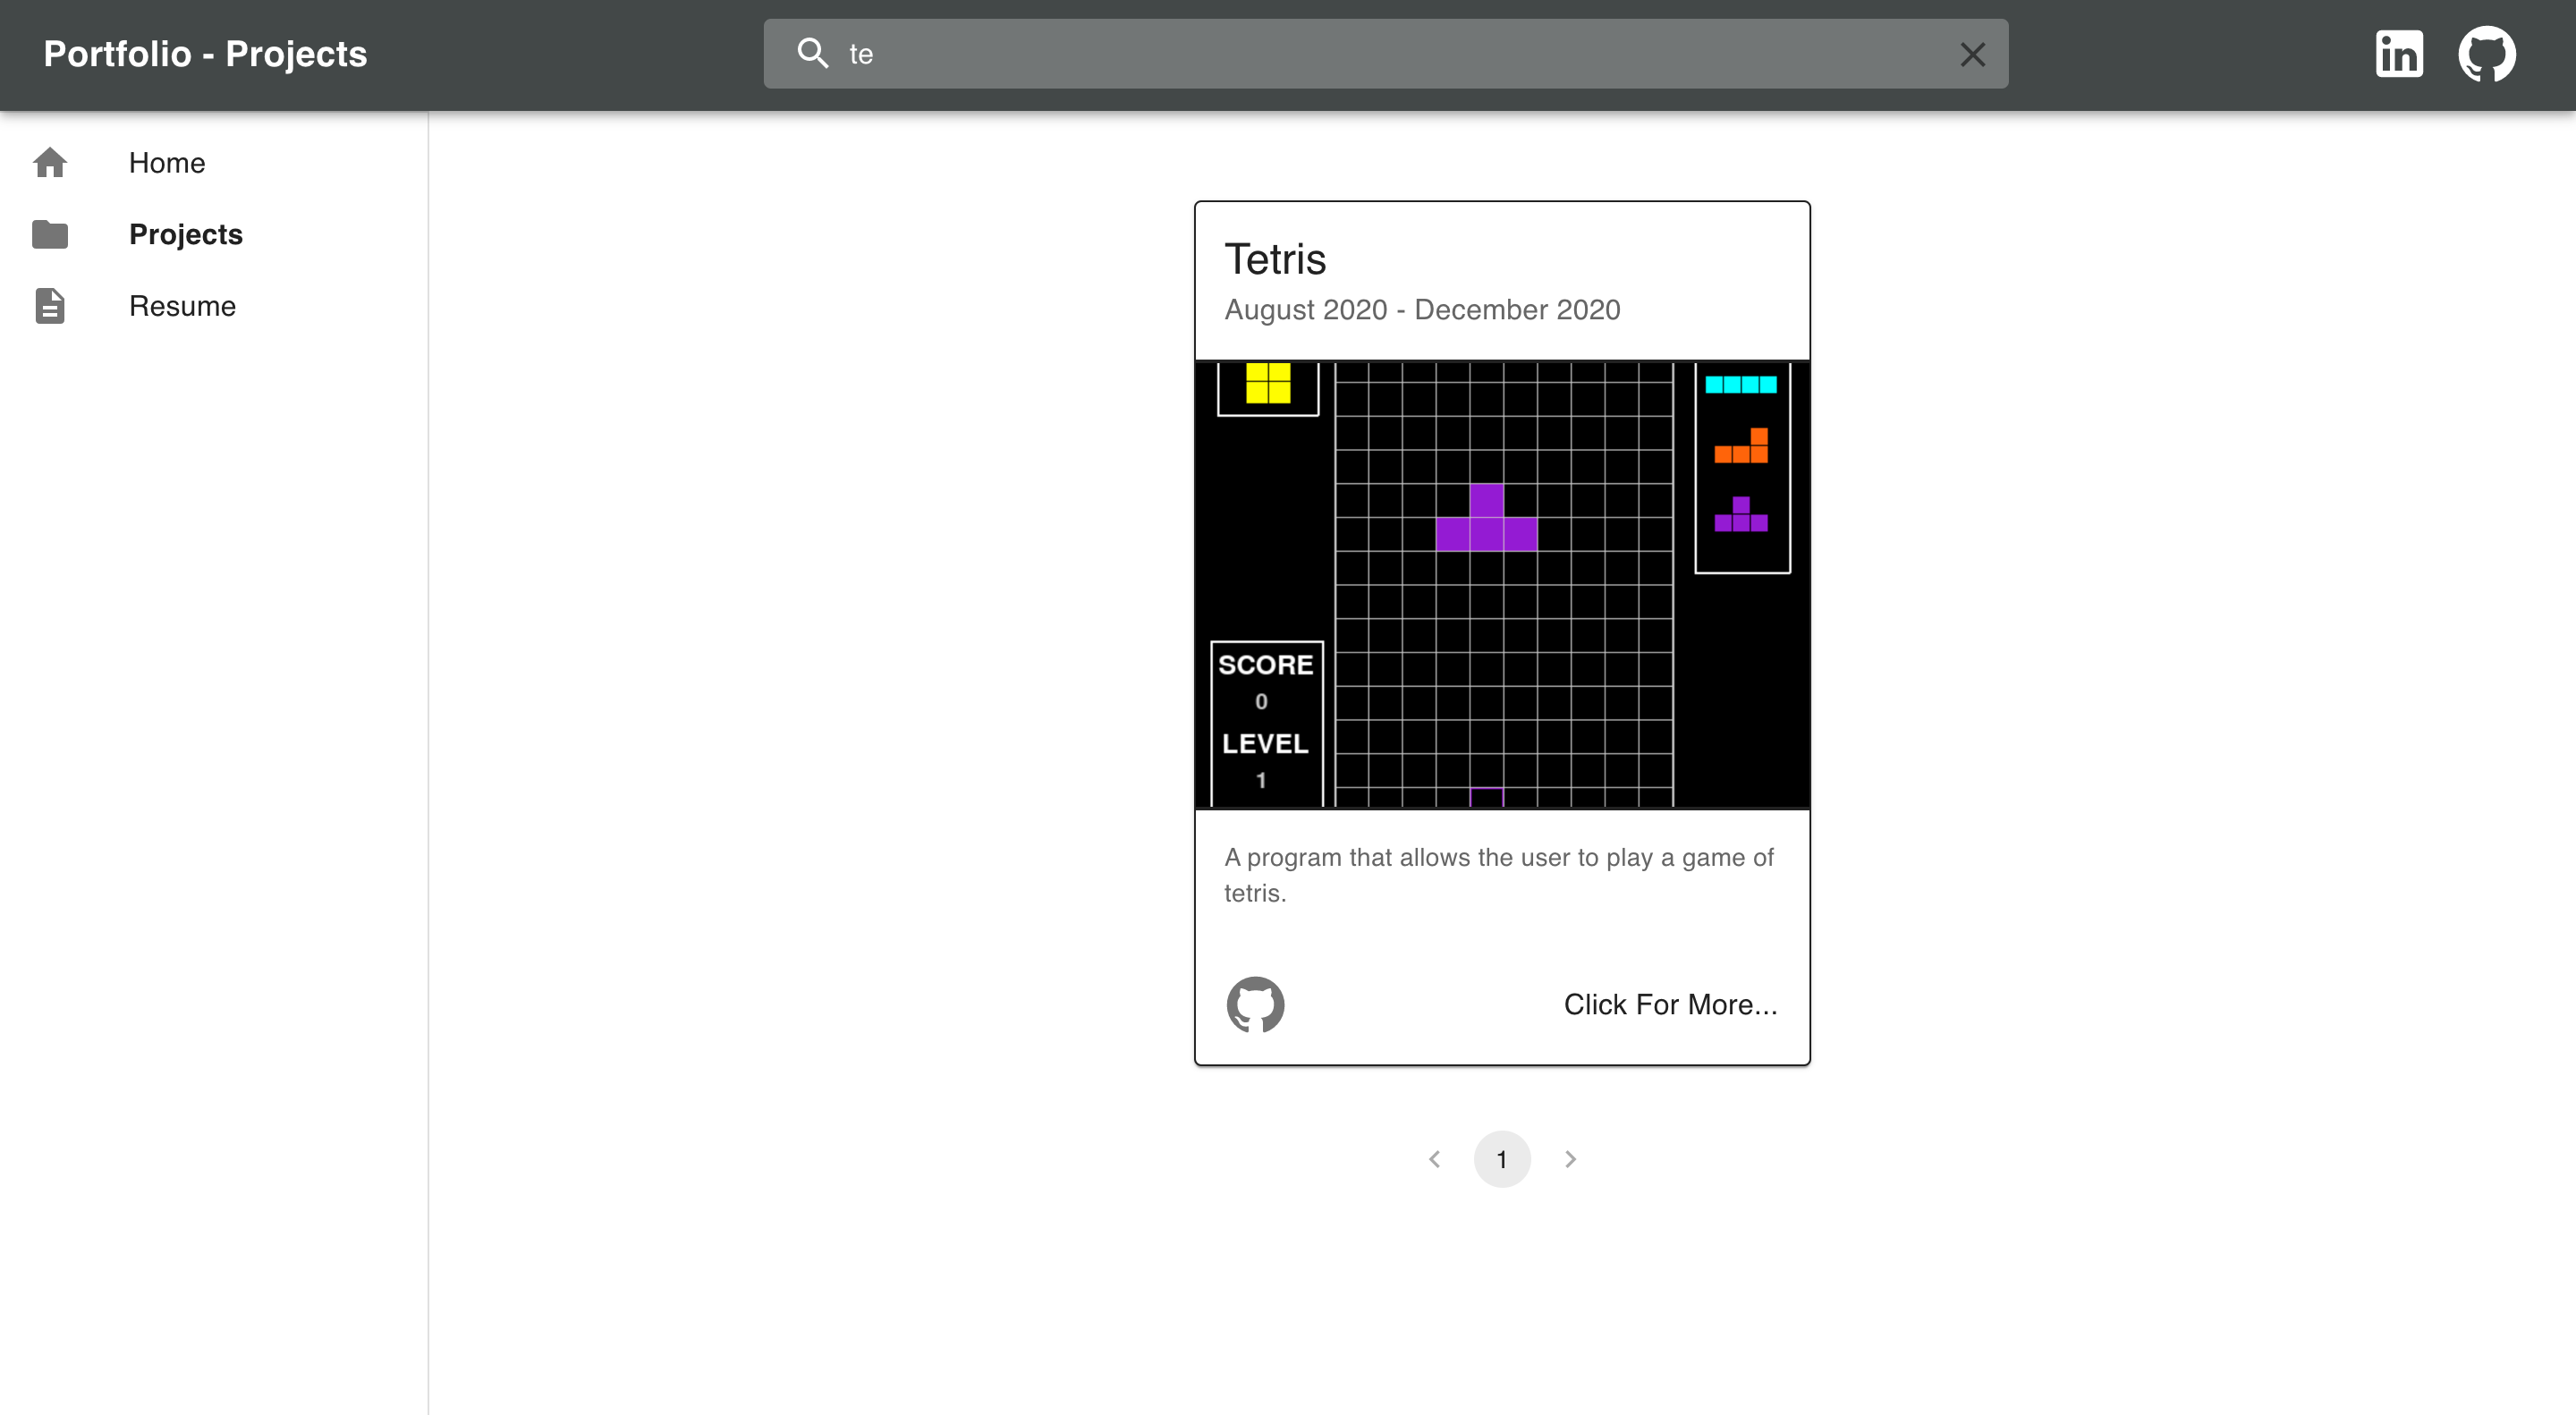 Portfolio - Projects
te
in
Home
Projects
Resume
Tetris
August 2020 - December 2020
SCORE
0
LEVEL
1
A program that allows the user to play a game of
tetris.
Click For More...
1